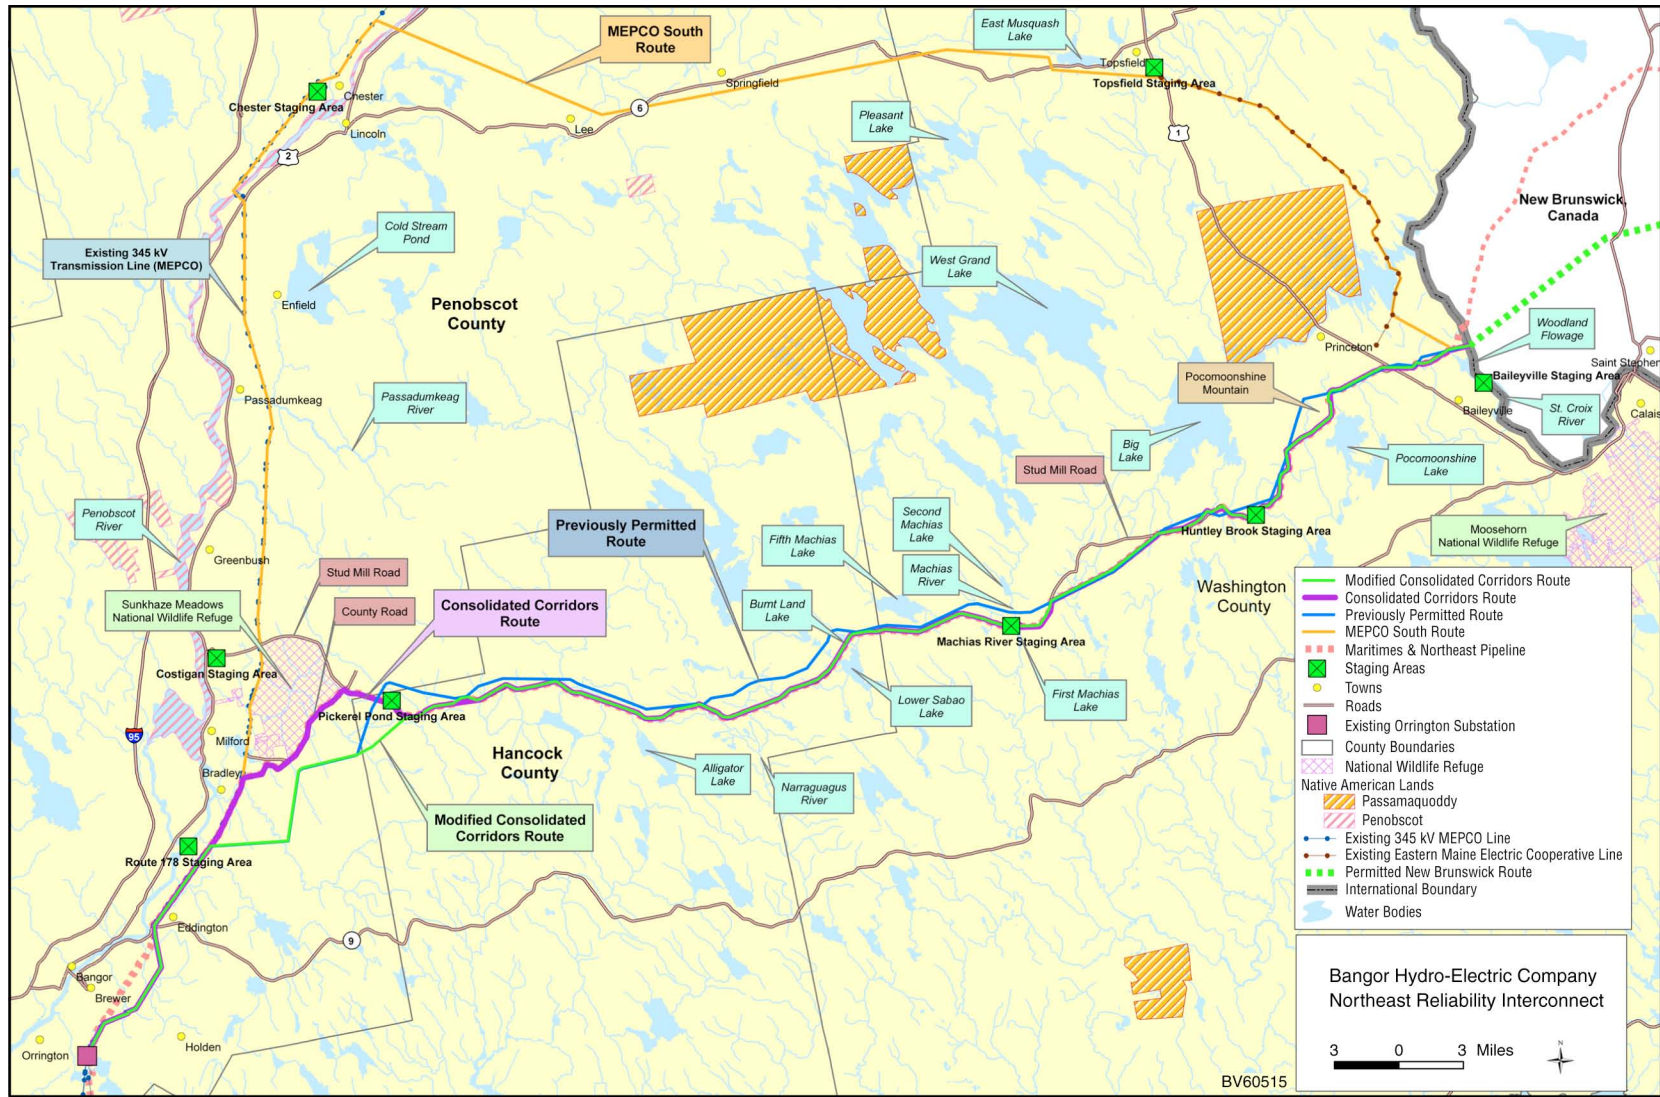 MEPCO South
Route
East Musquash
Lake
Topsfield
Topsfield Staging Area
Springfield
Chester Staging Area
Chester
Lincoln
Lee
6
2
1
Pleasant
Lake
New Brunswick,
Canada
Cold Stream
Pond
Existing 345 kV
Transmission Line (MEPCO)
West Grand
Lake
Enfield
Penobscot
County
Woodland
Flowage
Princeton
Saint Stephen
Baileyville Staging Area
Pocomoonshine
Mountain
Passadumkeag
Passadumkeag
River
Baileyville
St. Croix
River
Calais
Big
Lake
Stud Mill Road
Pocomoonshine
Lake
Penobscot
River
Previously Permitted
Route
Second
Machias
Lake
Fifth Machias
Lake
Huntley Brook Staging Area
Moosehorn
National Wildlife Refuge
Greenbush
Stud Mill Road
Machias
River
Washington
County
Sunkhaze Meadows
National Wildlife Refuge
County Road
Consolidated Corridors
Route
Burnt Land
Lake
Machias River Staging Area
Costigan Staging Area
Pickerel Pond Staging Area
Lower Sabao
Lake
First Machias
Lake
95
Milford
Bradley
Hancock
County
Alligator
Lake
Narraguagus
River
Modified Consolidated
Corridors Route
Route 178 Staging Area
Eddington
9
Bangor
Brewer
Orrington
Holden
Modified Consolidated Corridors Route
Consolidated Corridors Route
Previously Permitted Route
MEPCO South Route
Maritimes & Northeast Pipeline
Staging Areas
Towns
Roads
Existing Orrington Substation
County Boundaries
National Wildlife Refuge
Native American Lands
Passamaquoddy
Penobscot
Existing 345 kV MEPCO Line
Existing Eastern Maine Electric Cooperative Line
Permitted New Brunswick Route
International Boundary
Water Bodies
Bangor Hydro-Electric Company
Northeast Reliability Interconnect
3 0 3 Miles
N
BV60515